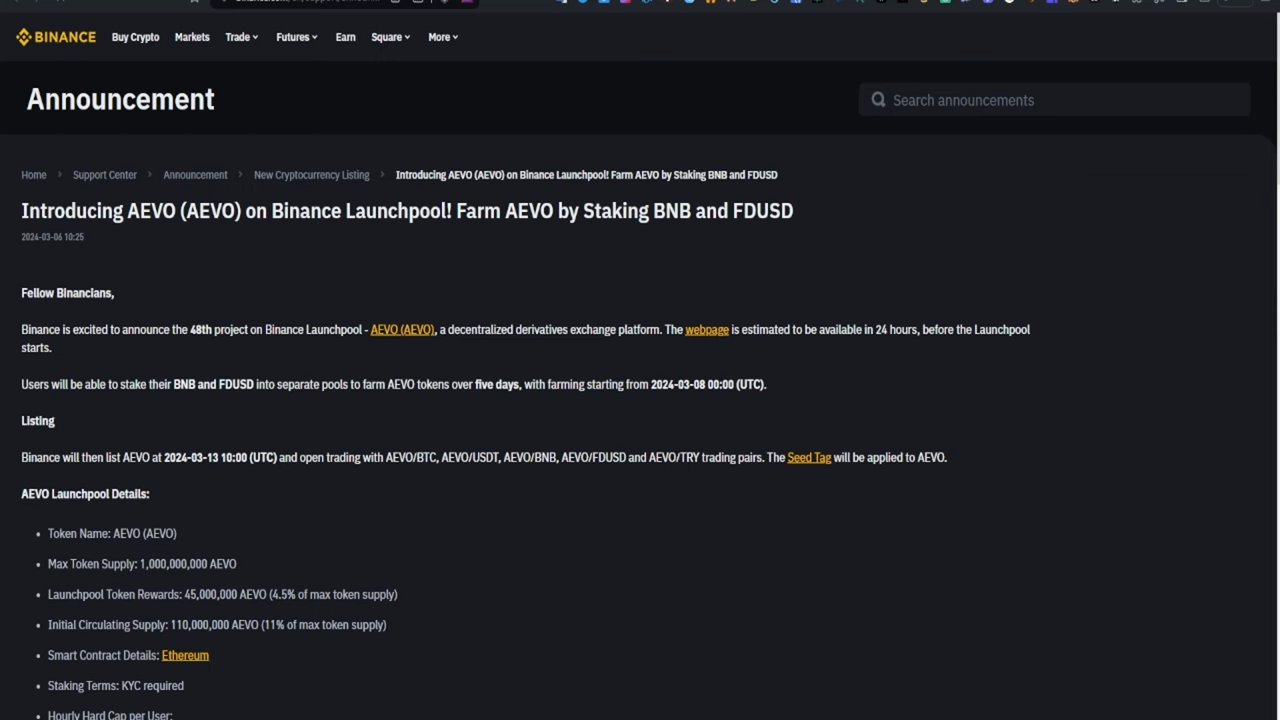 BINANCE Buy Crypto Markets Trade Futures Earn Square More
Announcement
Search announcements
Home > Support Center > Announcement > New Cryptocurrency Listing > Introducing AEVO (AEVO) on Binance Launchpool! Farm AEVO by Staking BNB and FDUSD
Introducing AEVO (AEVO) on Binance Launchpool! Farm AEVO by Staking BNB and FDUSD
2024-03-06 10:25
Fellow Binancians,
Binance is excited to announce the 48th project on Binance Launchpool - AEVO (AEVO), a decentralized derivatives exchange platform. The webpage is estimated to be available in 24 hours, before the Launchpool
starts.
Users will be able to stake their BNB and FDUSD into separate pools to farm AEVO tokens over five days, with farming starting from 2024-03-08 00:00 (UTC).
Listing
Binance will then list AEVO at 2024-03-13 10:00 (UTC) and open trading with AEVO/BTC, AEVO/USDT, AEVO/BNB, AEVO/FDUSD and AEVO/TRY trading pairs. The Seed Tag will be applied to AEVO.
AEVO Launchpool Details:
• Token Name: AEVO (AEVO)
• Max Token Supply: 1,000,000,000 AEVO
• Launchpool Token Rewards: 45,000,000 AEVO (4.5% of max token supply)
• Initial Circulating Supply: 110,000,000 AEVO (11% of max token supply)
• Smart Contract Details: Ethereum
• Staking Terms: KYC required
• Hourly Hard Cap per User: